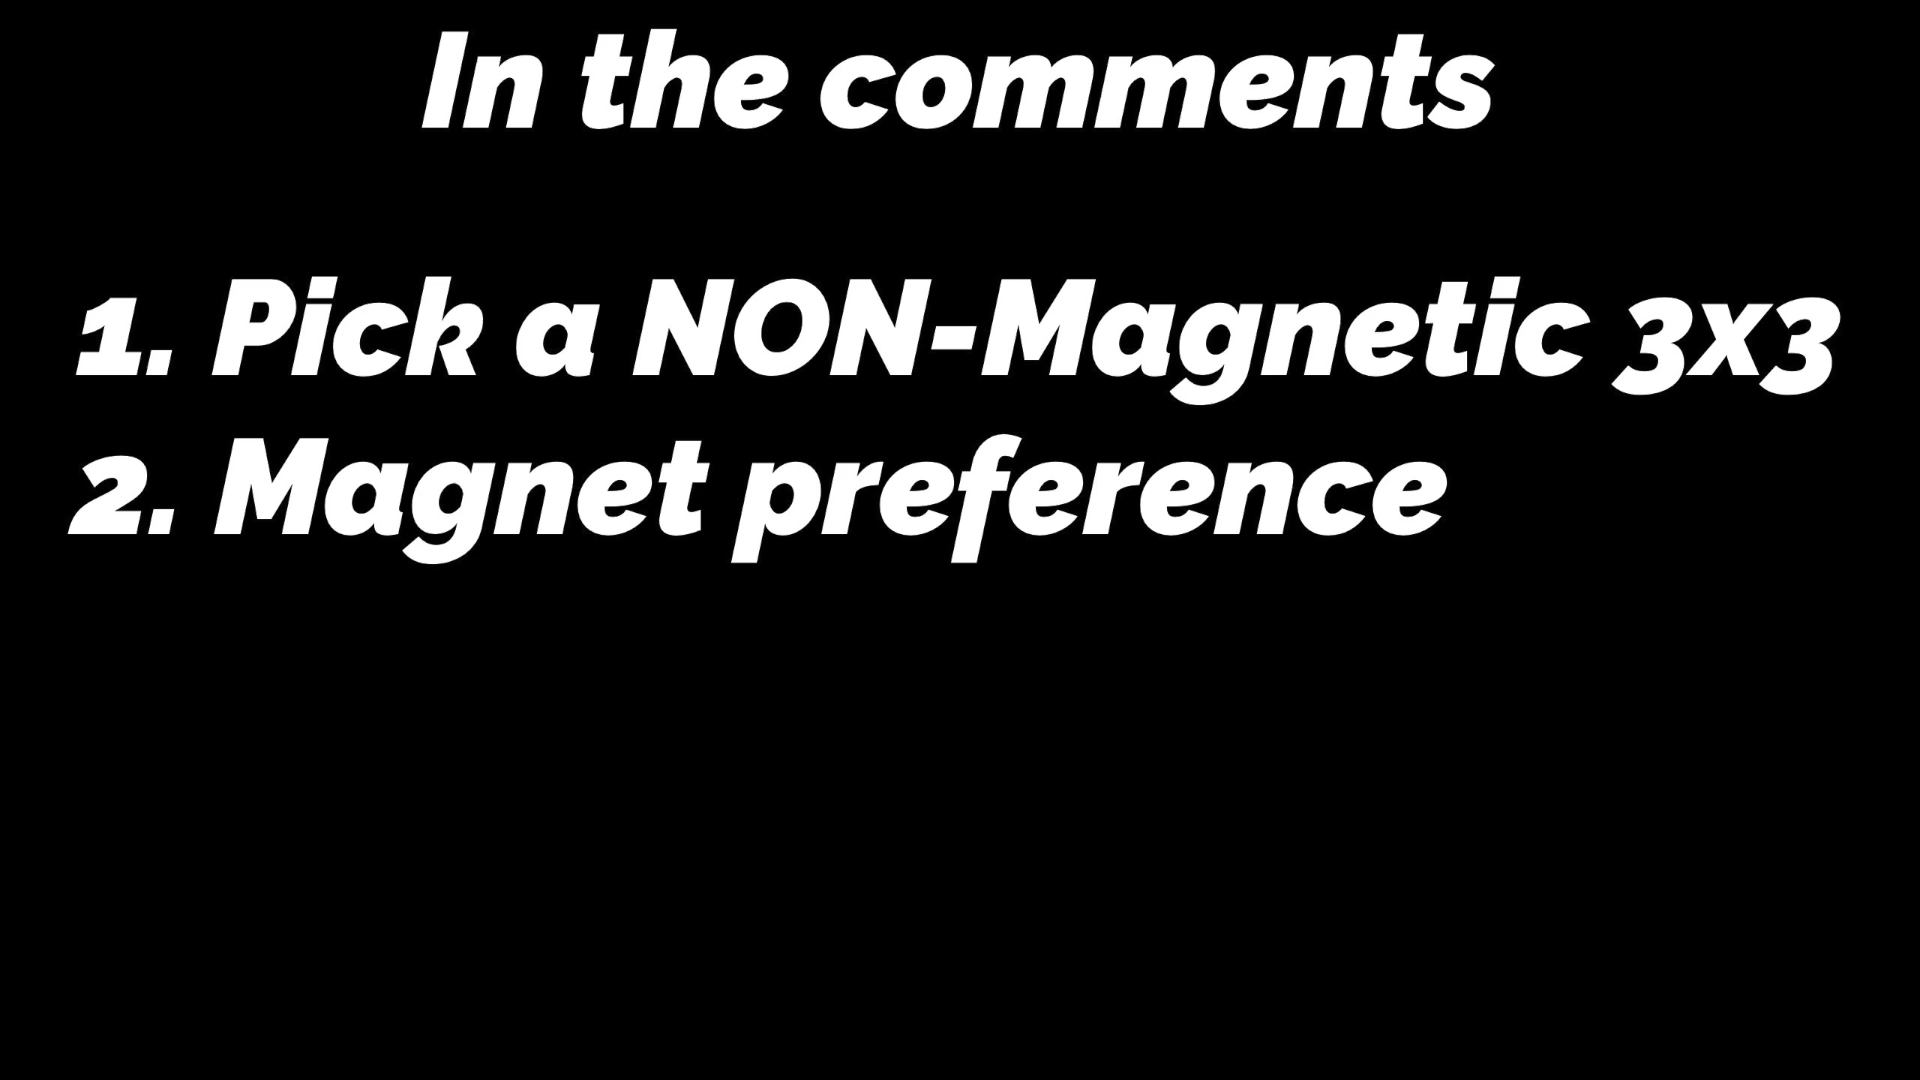 In the comments
1. Pick a NON-Magnetic 3x3
2. Magnet preference